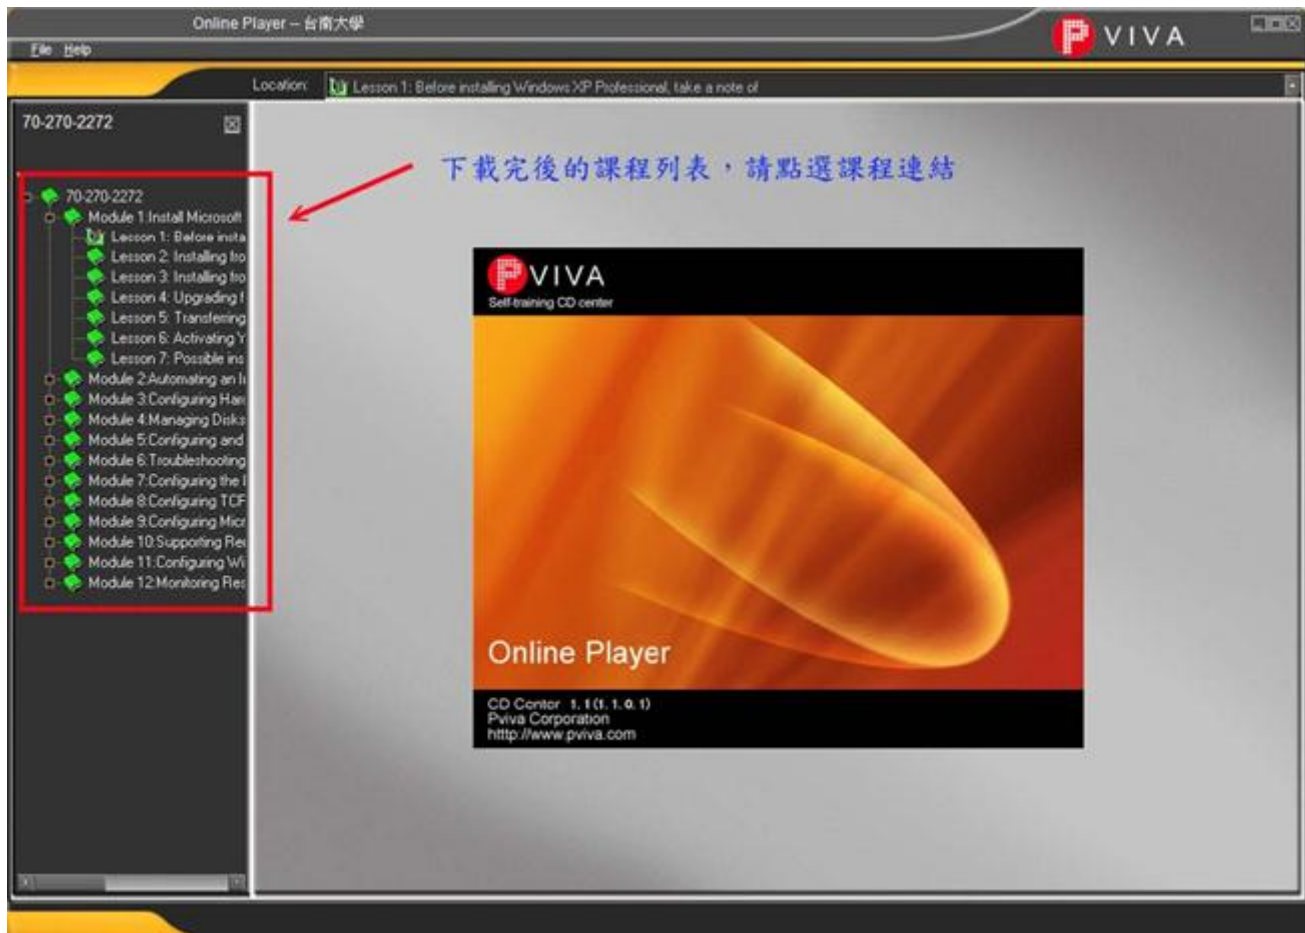 Online Player – 台南大學
PVIVA
File Help
Location: Lesson 1: Before installing Windows XP Professional, take a note of
70-270-2272
下載完後的課程列表，請點選課程連結
70-270-2272
Module 1:Install Microsoft
Lesson 1: Before insta
Lesson 2: Installing fro
Lesson 3: Installing fro
Lesson 4: Upgrading f
Lesson 5: Transferring
Lesson 6: Activating Y
Lesson 7: Possible ins
Module 2:Automating an I
Module 3:Configuring Har
Module 4:Managing Disks
Module 5:Configuring and
Module 6:Troubleshooting
Module 7:Configuring the
Module 8:Configuring TCF
Module 9:Configuring Micr
Module 10:Supporting Re
Module 11:Configuring Wi
Module 12:Monitoring Res
PVIVA
Self-training CD center
Online Player
CD Center 1.1(1.1.0.1)
Pviva Corporation
htttp://www.pviva.com